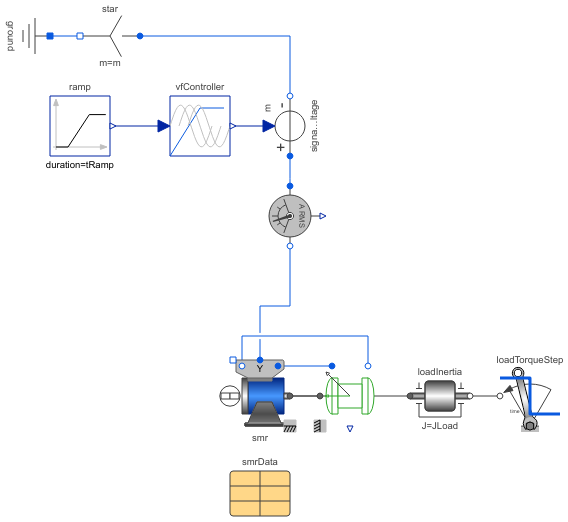 star
ground
m=m
ramp
vfController
m
-
signa...ltage
+
duration=tRamp
A RMS
Y
smr
loadInertia
J=JLoad
loadTorqueStep
time
smrData